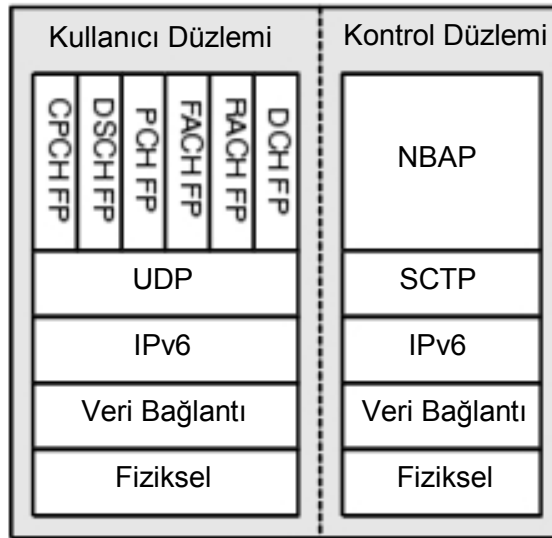 Kullanıcı Düzlemi
CPCH FP
DSCH FP
PCH FP
FACH FP
RACH FP
DCH FP
UDP
IPv6
Veri Bağlantı
Fiziksel
Kontrol Düzlemi
NBAP
SCTP
IPv6
Veri Bağlantı
Fiziksel